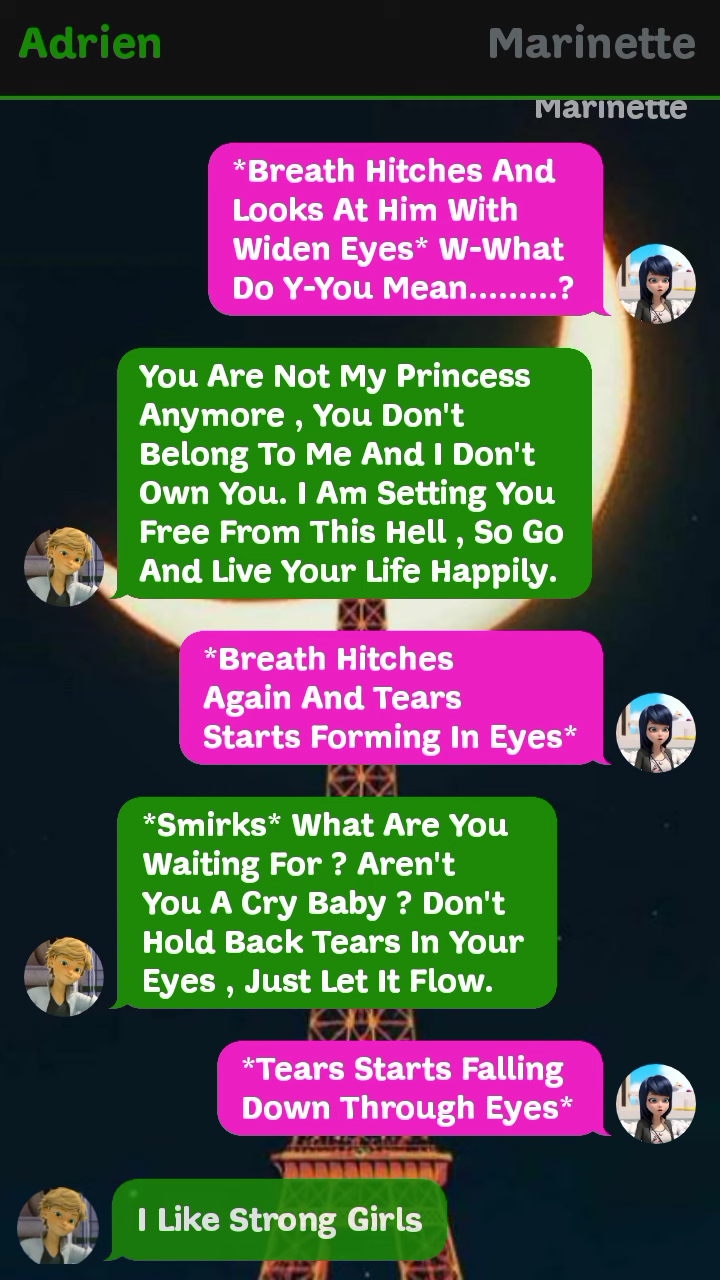 Adrien
Marinette
Marinette
*Breath Hitches And
Looks At Him With
Widen Eyes* W-What
Do Y-You Mean.........?
You Are Not My Princess
Anymore , You Don't
Belong To Me And I Don't
Own You. I Am Setting You
Free From This Hell , So Go
And Live Your Life Happily.
*Breath Hitches
Again And Tears
Starts Forming In Eyes*
*Smirks* What Are You
Waiting For ? Aren't
You A Cry Baby ? Don't
Hold Back Tears In Your
Eyes , Just Let It Flow.
*Tears Starts Falling
Down Through Eyes*
I Like Strong Girls